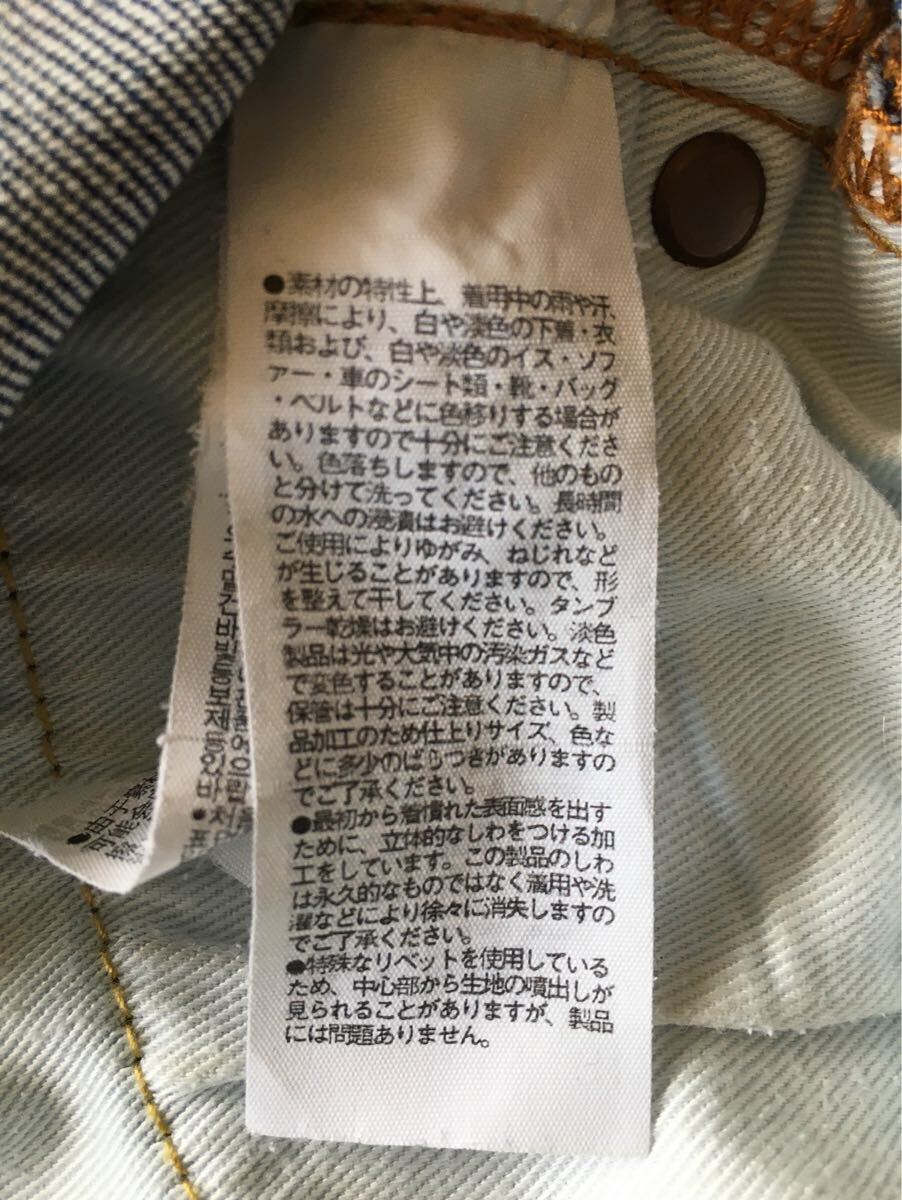 ●素材の特性上、着用中の雨や汗、
摩擦により、白や淡色の下着・衣
類および、白や淡色のイス・ソフ
ァー・車のシート類・靴・バッグ
・ベルトなどに色移りする場合が
ありますので十分にご注意くださ
い。色落ちしますので、他のもの
と分けて洗ってください。長時間
の水への浸漬はお避けください。
ご使用によりゆがみ、ねじれなど
が生じることがありますので、形
を整えて干してください。タンブ
ラー乾燥はお避けください。淡色
製品は光や大気中の汚染ガスなど
で変色することがありますので、
保管は十分にご注意ください。製
品加工のため仕上りサイズ、色な
どに多少のばらつきがありますの
でご了承ください。
●最初から着慣れた表面感を出す
ために、立体的なしわをつける加
工をしています。この製品のしわ
は永久的なものではなく着用や洗
濯などにより徐々に消失しますの
でご了承ください。
●特殊なリベットを使用している
ため、中心部から生地の噴出しが
見られることがありますが、製品
には問題ありません。